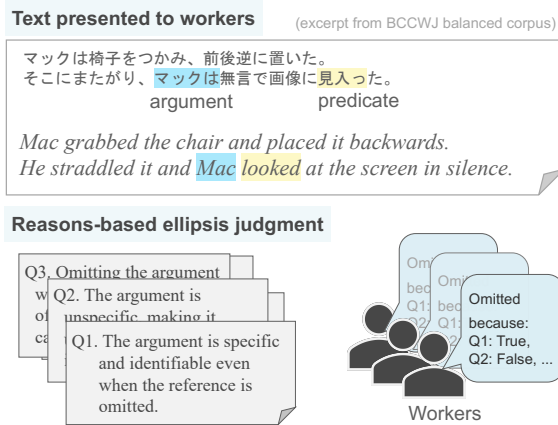 Text presented to workers
(excerpt from BCCWJ balanced corpus)
マックは椅子をつかみ、前後逆に置いた。
そこにまたがり、マックは無言で画像に見入った。
argument
predicate
Mac grabbed the chair and placed it backwards.
He straddled it and Mac looked at the screen in silence.
Reasons-based ellipsis judgment
Q3. Omitting the argument
Q2. The argument is
unspecific, making it
Q1. The argument is specific
and identifiable even
when the reference is
omitted.
Omitted
because:
Q1: True,
Q2: False, ...
Workers